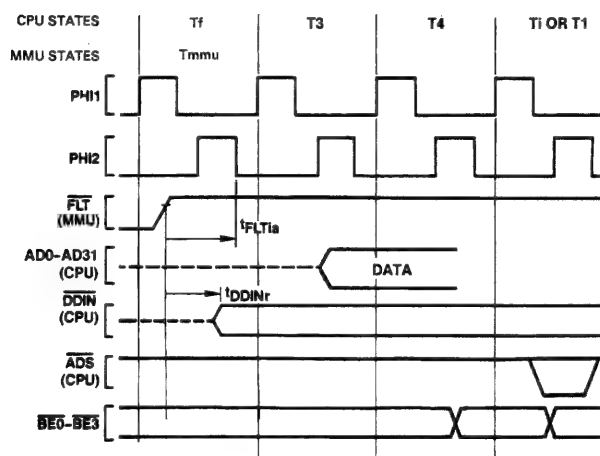 CPU STATES Tf T3 T4 Ti OR T1
MMU STATES Tmmu
PHI1
PHI2
FLT
(MMU)
tFLTia
AD0–AD31
(CPU)
DATA
DDIN
(CPU)
tDDINr
ADS
(CPU)
BE0–BE3